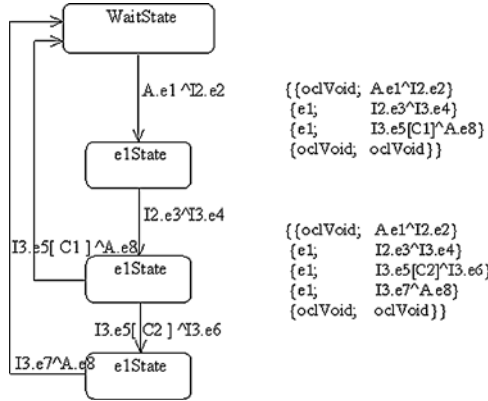 WaitState
A.e1^I2.e2
e1State
I2.e3^I3.e4
I3.e5[ C1 ]^A.e8
e1State
I3.e5[ C2 ] ^I3.e6
I3.e7^A.e8
e1State
{{oclVoid; A.e1^I2.e2}
{e1; I2.e3^I3.e4}
{e1; I3.e5[C1]^A.e8}
{oclVoid; oclVoid}}
{{oclVoid; A.e1^I2.e2}
{e1; I2.e3^I3.e4}
{e1; I3.e5[C2]^I3.e6}
{e1; I3.e7^A.e8}
{oclVoid; oclVoid}}